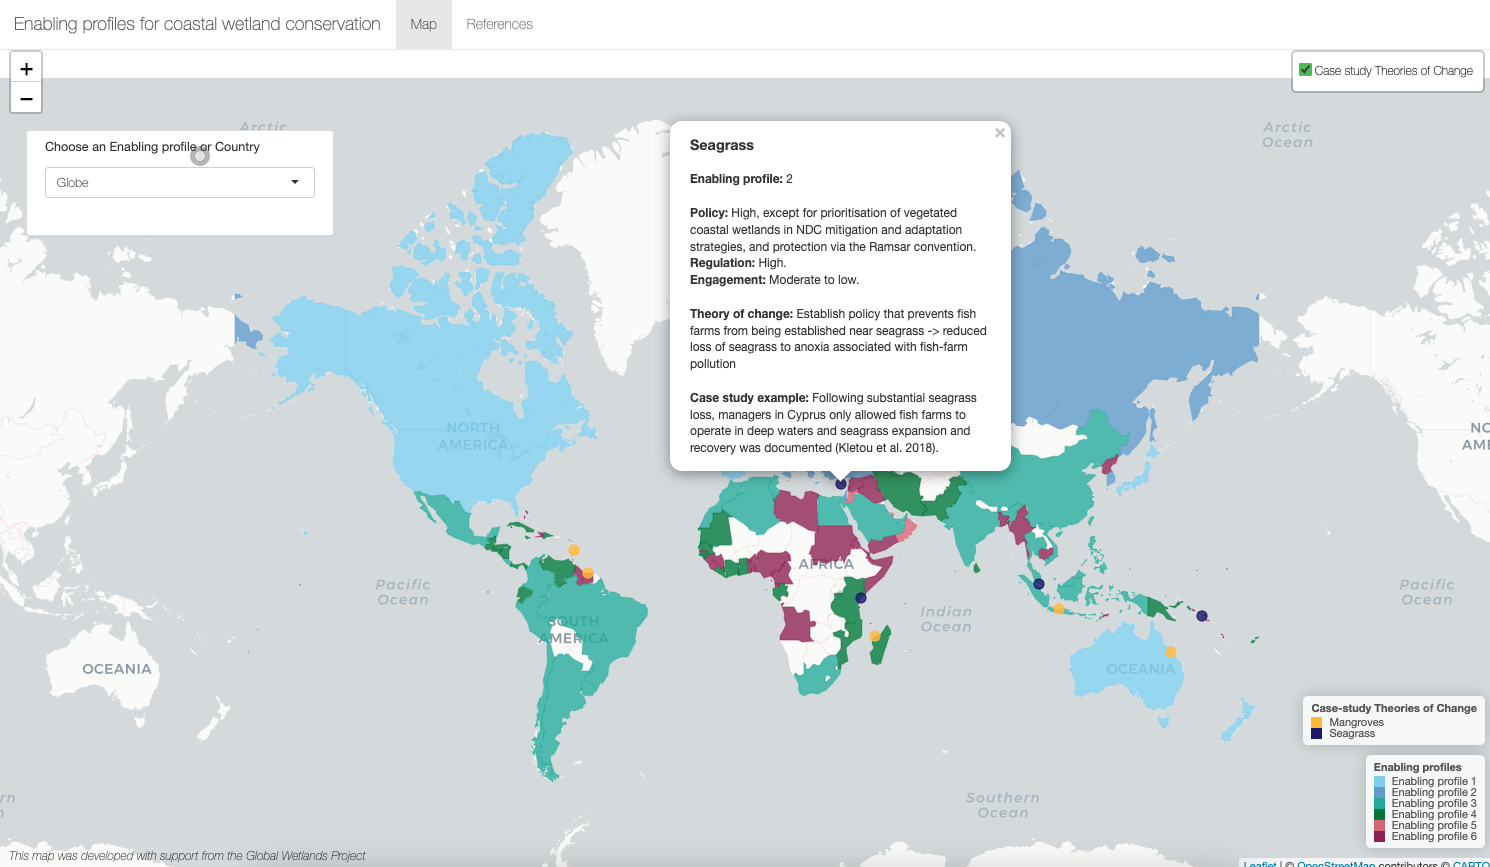 Enabling profiles for coastal wetland conservation
Map
References
+
−
Case study Theories of Change
Arctic
Choose an Enabling profile or Country
Globe
Arctic
Ocean
×
Seagrass
Enabling profile: 2
Policy: High, except for prioritisation of vegetated
coastal wetlands in NDC mitigation and adaptation
strategies, and protection via the Ramsar convention.
Regulation: High.
Engagement: Moderate to low.
Theory of change: Establish policy that prevents fish
farms from being established near seagrass -> reduced
loss of seagrass to anoxia associated with fish-farm
pollution
Case study example: Following substantial seagrass
loss, managers in Cyprus only allowed fish farms to
operate in deep waters and seagrass expansion and
recovery was documented (Kletou et al. 2018).
NORTH
AMERICA
NO
AME
AFRICA
Pacific
Ocean
SOUTH
AMERICA
Indian
Ocean
Pacific
Ocean
OCEANIA
OCEANIA
Case-study Theories of Change
Mangroves
Seagrass
Enabling profiles
Enabling profile 1
Enabling profile 2
Enabling profile 3
Enabling profile 4
Enabling profile 5
Enabling profile 6
rn
Southern
Ocean
This map was developed with support from the Global Wetlands Project
Leaflet | © OpenStreetMap contributors © CARTO